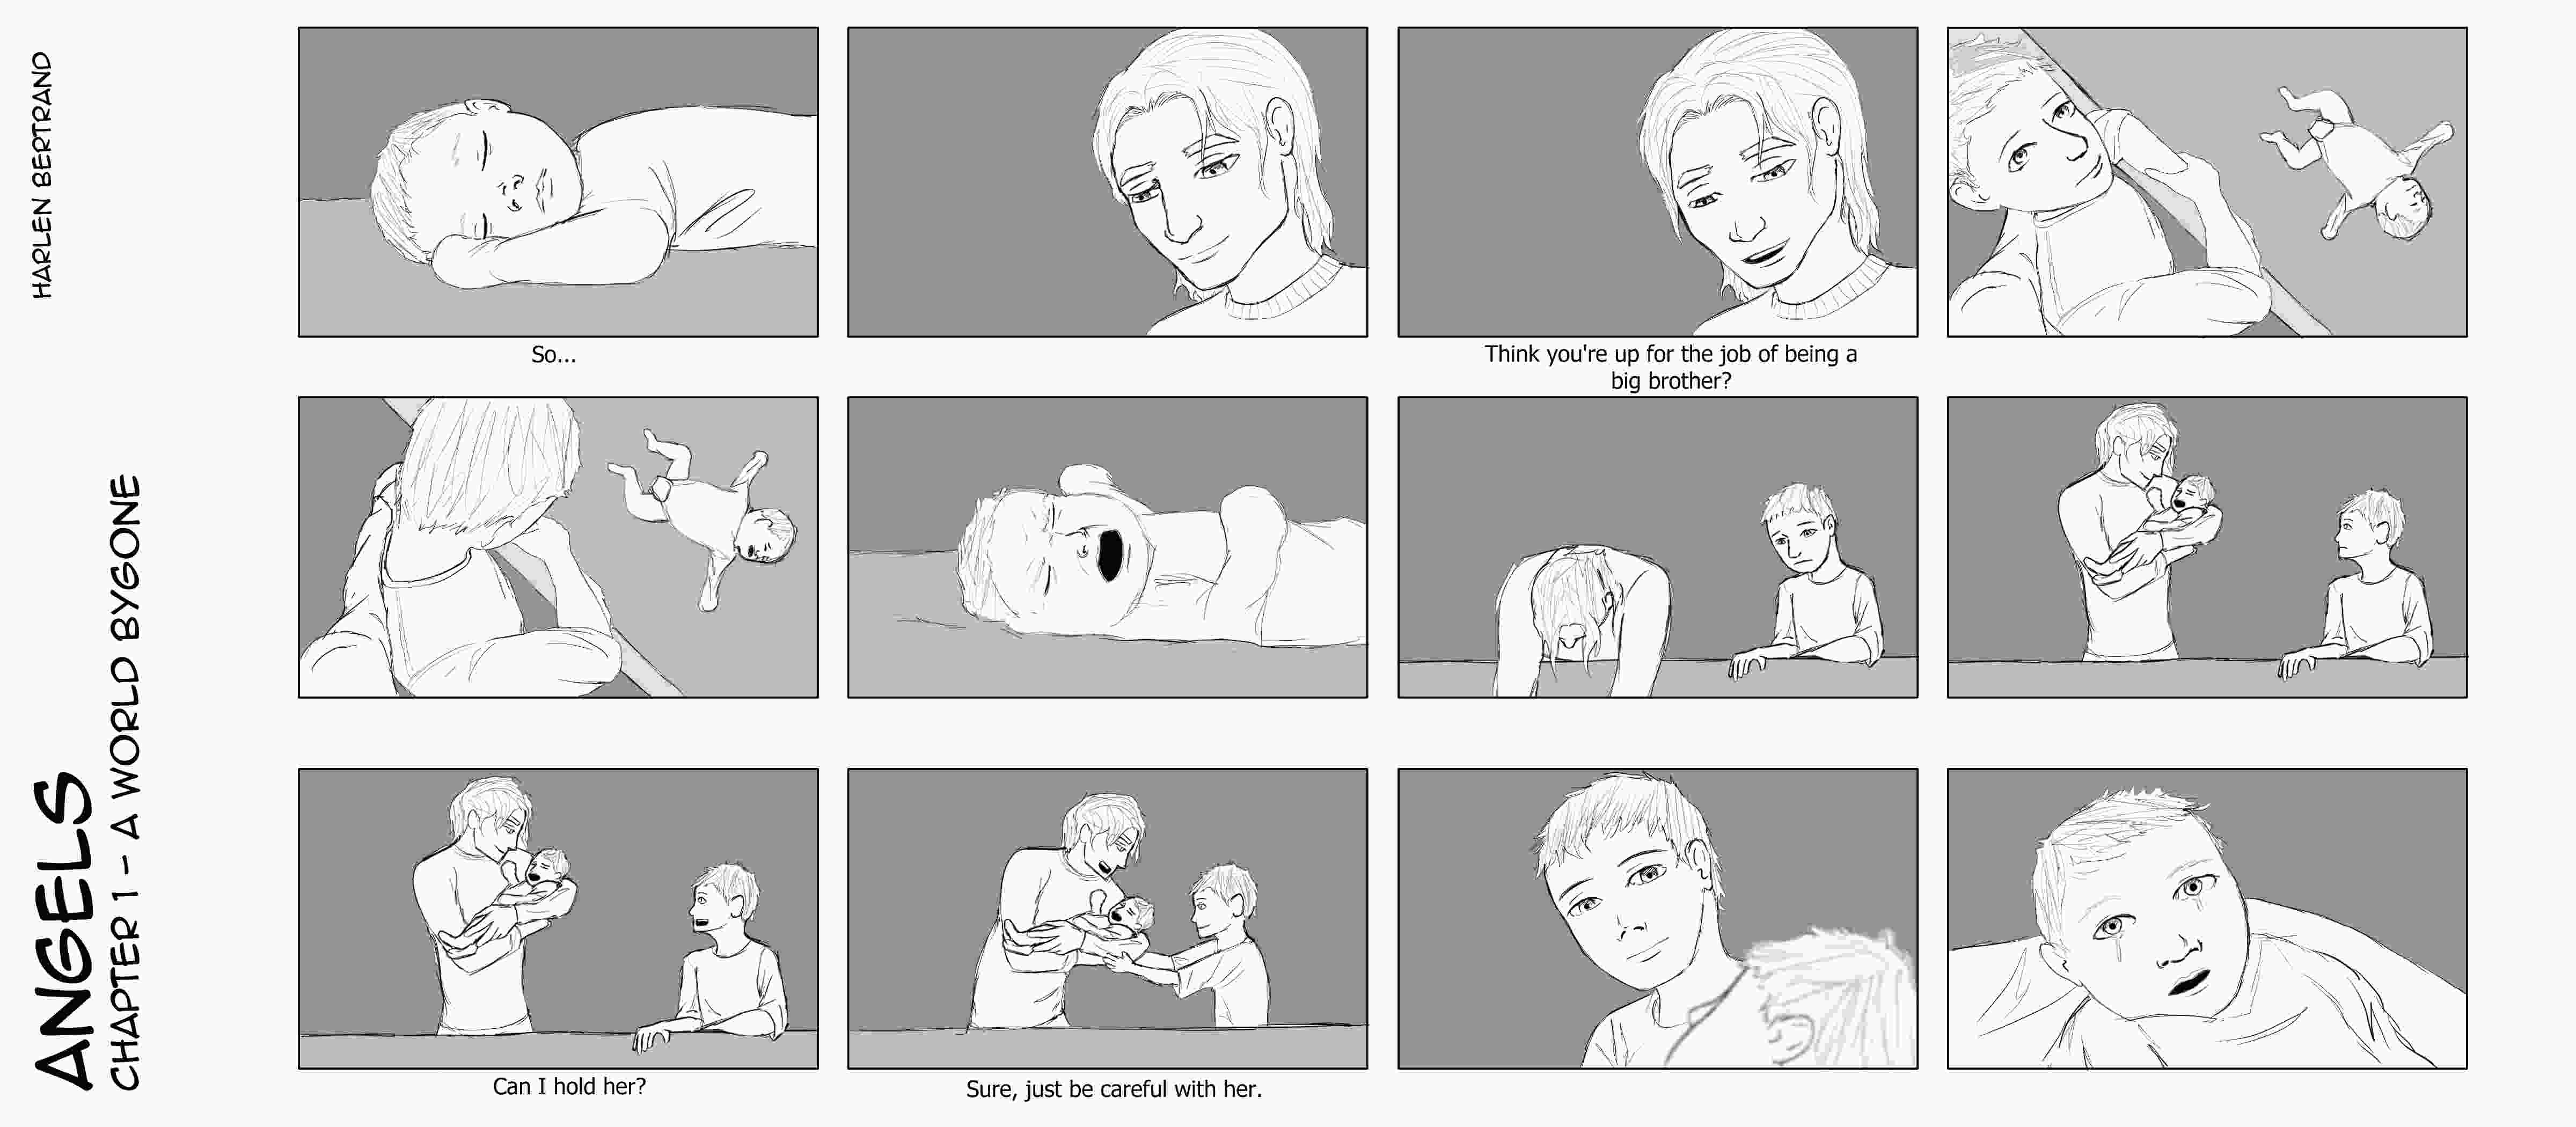 HARLEN BERTRAND
ANGELS
CHAPTER 1 - A WORLD BYGONE
So...
Think you're up for the job of being a
big brother?
Can I hold her?
Sure, just be careful with her.